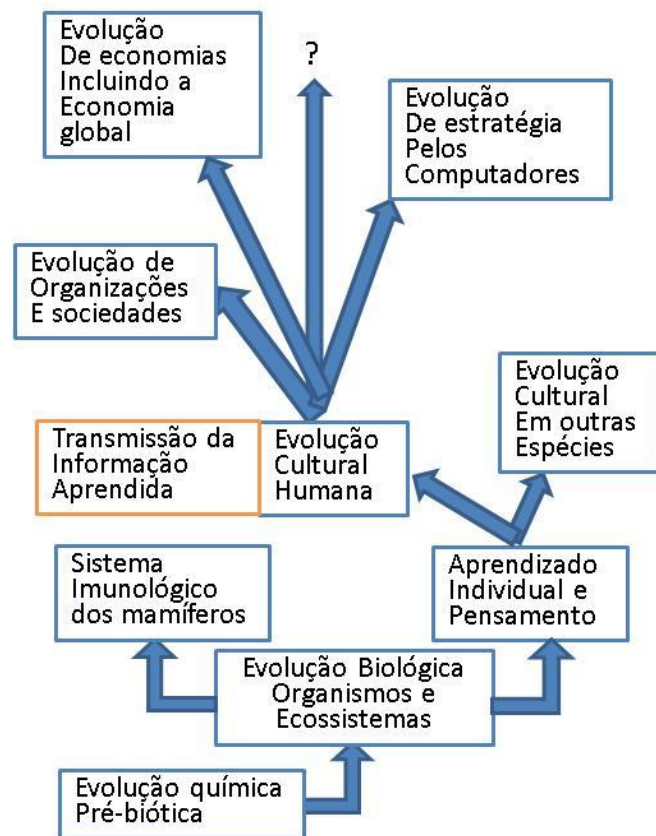 Evolução
De economias
Incluindo a
Economia
global
?
Evolução
De estratégia
Pelos
Computadores
Evolução de
Organizações
E sociedades
Evolução
Cultural
Em outras
Espécies
Transmissão da
Informação
Aprendida
Evolução
Cultural
Humana
Sistema
Imunológico
dos mamíferos
Aprendizado
Individual e
Pensamento
Evolução Biológica
Organismos e
Ecossistemas
Evolução química
Pré-biótica